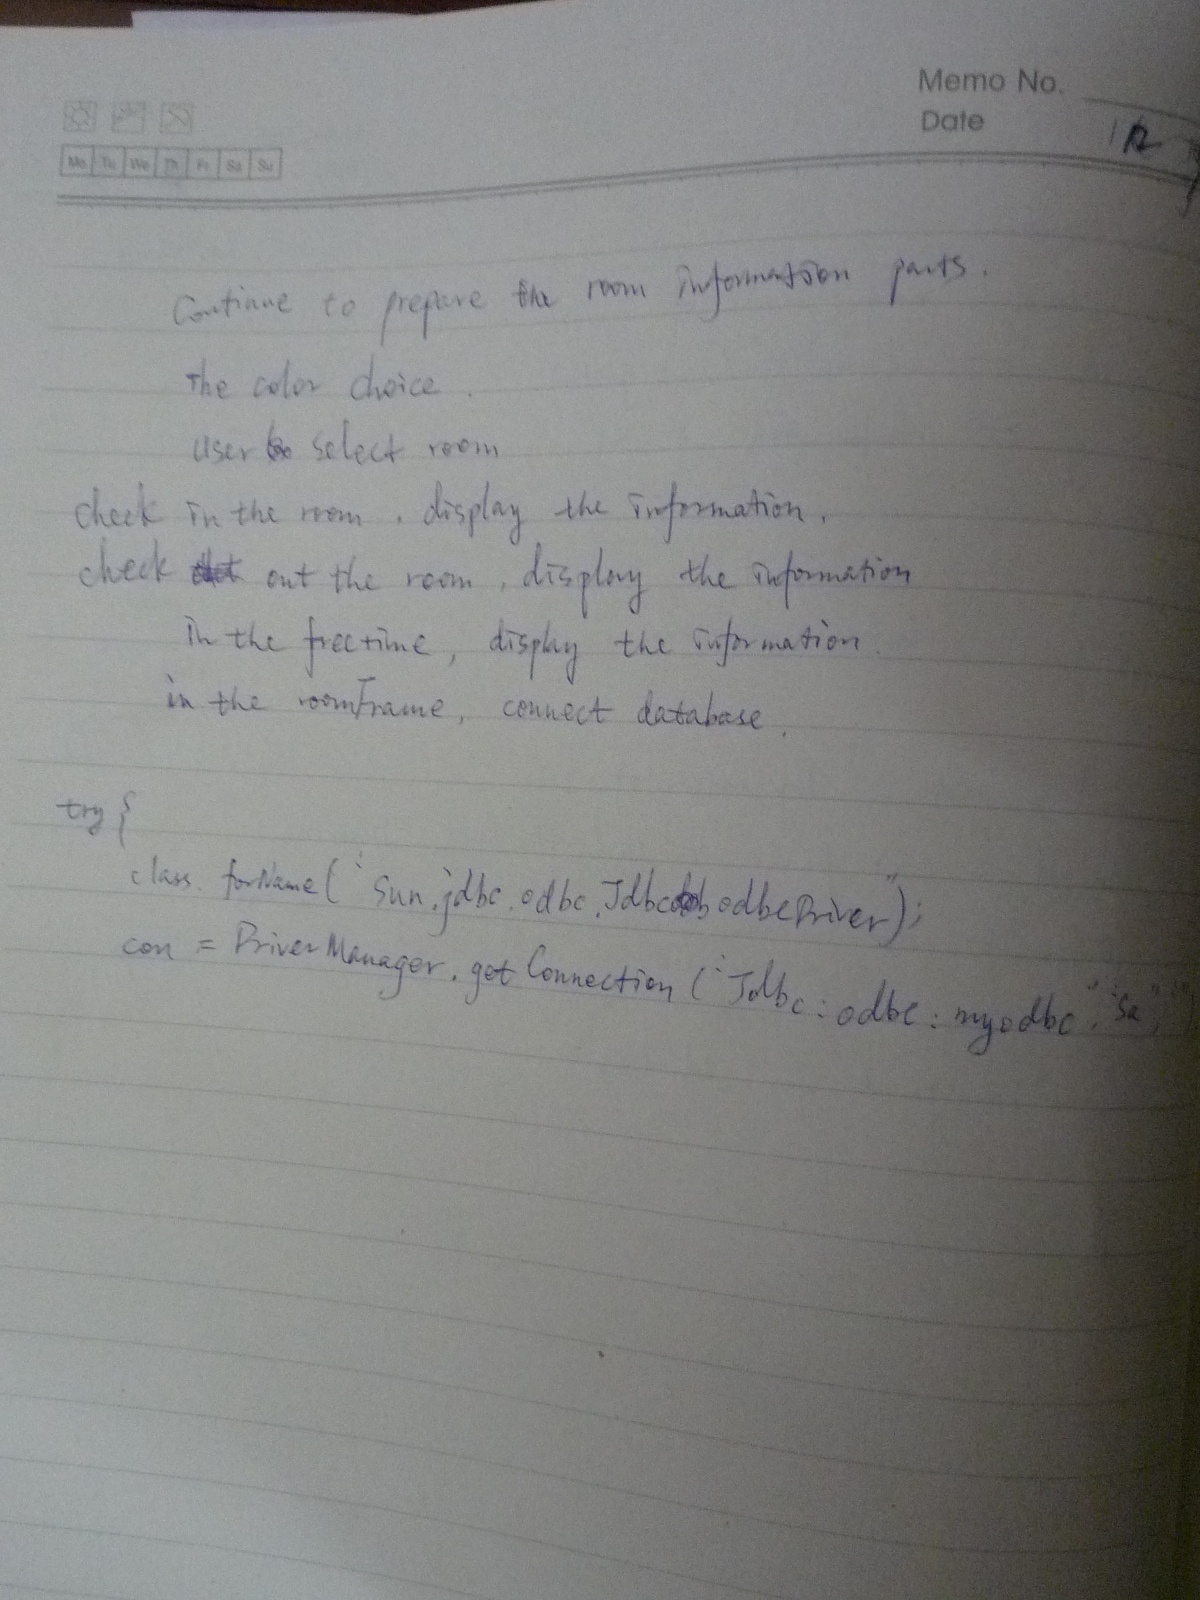 Memo No.
Date
Mo Tu We Th Fr Sa Su
Continue to prepare the room information parts.
The color choice.
user select room
check in the room, display the information.
check out the room, display the information
in the freetime, display the information.
in the roomFrame, connect database.
try {
class.forName("Sun.jdbc.odbc.JdbcodbcDriver");
con = DriverManager.getConnection ("Jdbc:odbc:myodbc","Sa",